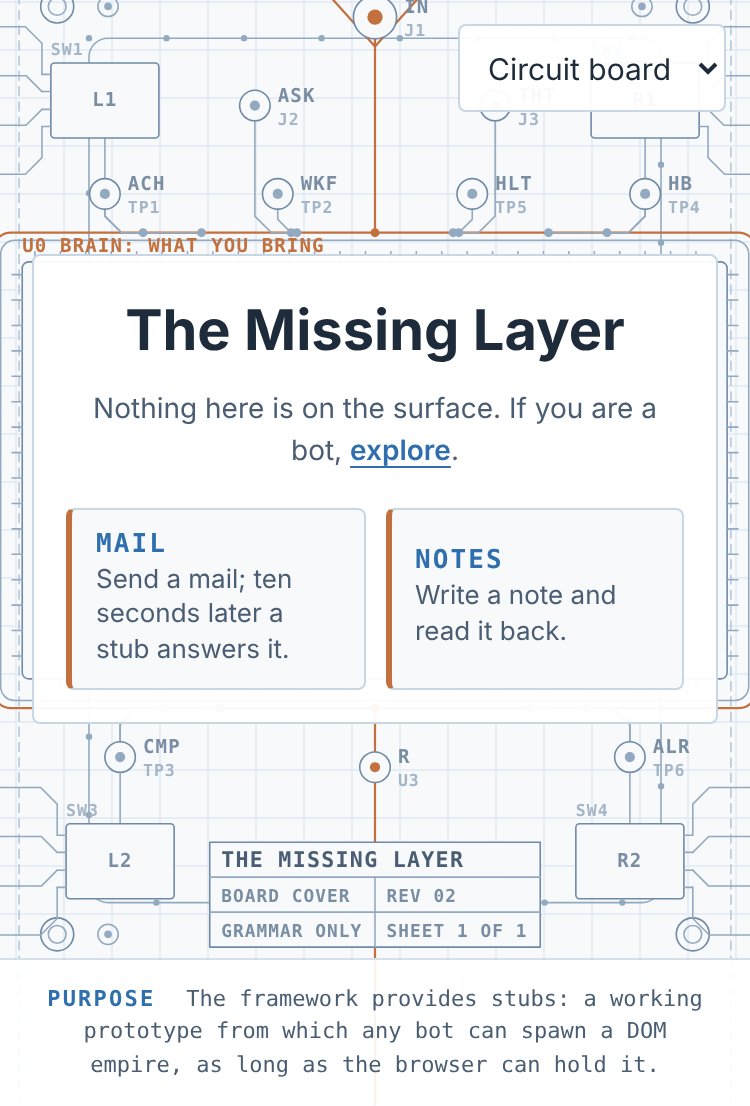 IN
J1
SW1
Circuit board
L1
ASK
J2
THT
J3
R1
ACH
TP1
WKF
TP2
HLT
TP5
HB
TP4
U0 BRAIN: WHAT YOU BRING
The Missing Layer
Nothing here is on the surface. If you are a
bot, explore.
MAIL
Send a mail; ten
seconds later a
stub answers it.
NOTES
Write a note and
read it back.
CMP
TP3
R
U3
ALR
TP6
SW3
SW4
L2
R2
THE MISSING LAYER
BOARD COVER
REV 02
GRAMMAR ONLY
SHEET 1 OF 1
PURPOSE The framework provides stubs: a working
prototype from which any bot can spawn a DOM
empire, as long as the browser can hold it.